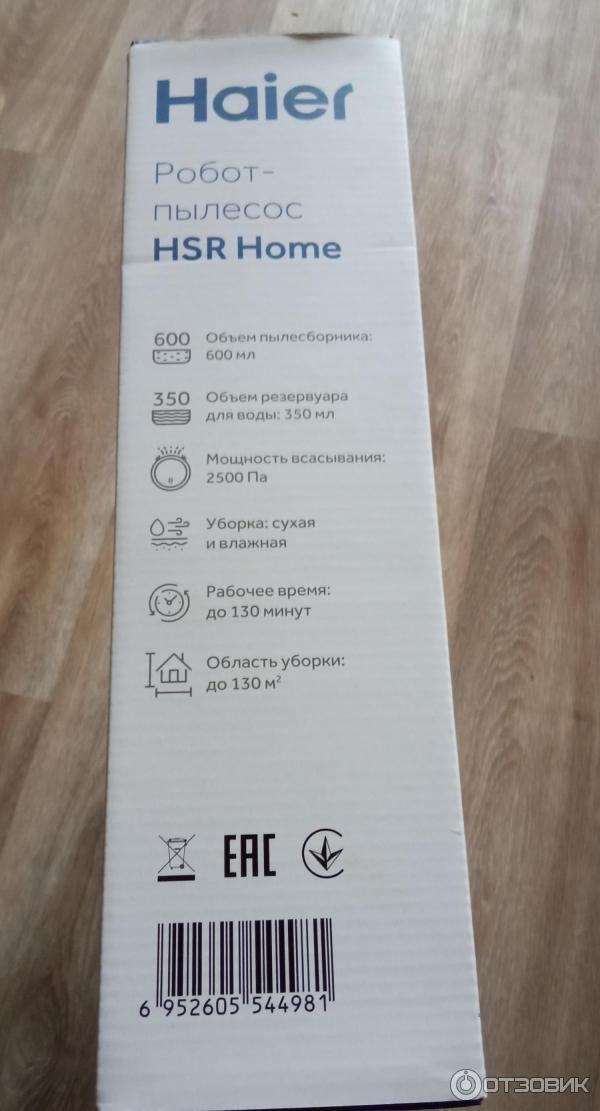 Haier
Робот-
пылесос
HSR Home
600
Объем пылесборника:
600 мл
350
Объем резервуара
для воды: 350 мл
Мощность всасывания:
2500 Па
Уборка: сухая
и влажная
Рабочее время:
до 130 минут
Область уборки:
до 130 м²
EAC
6 952605 544981
ОТЗОВИК